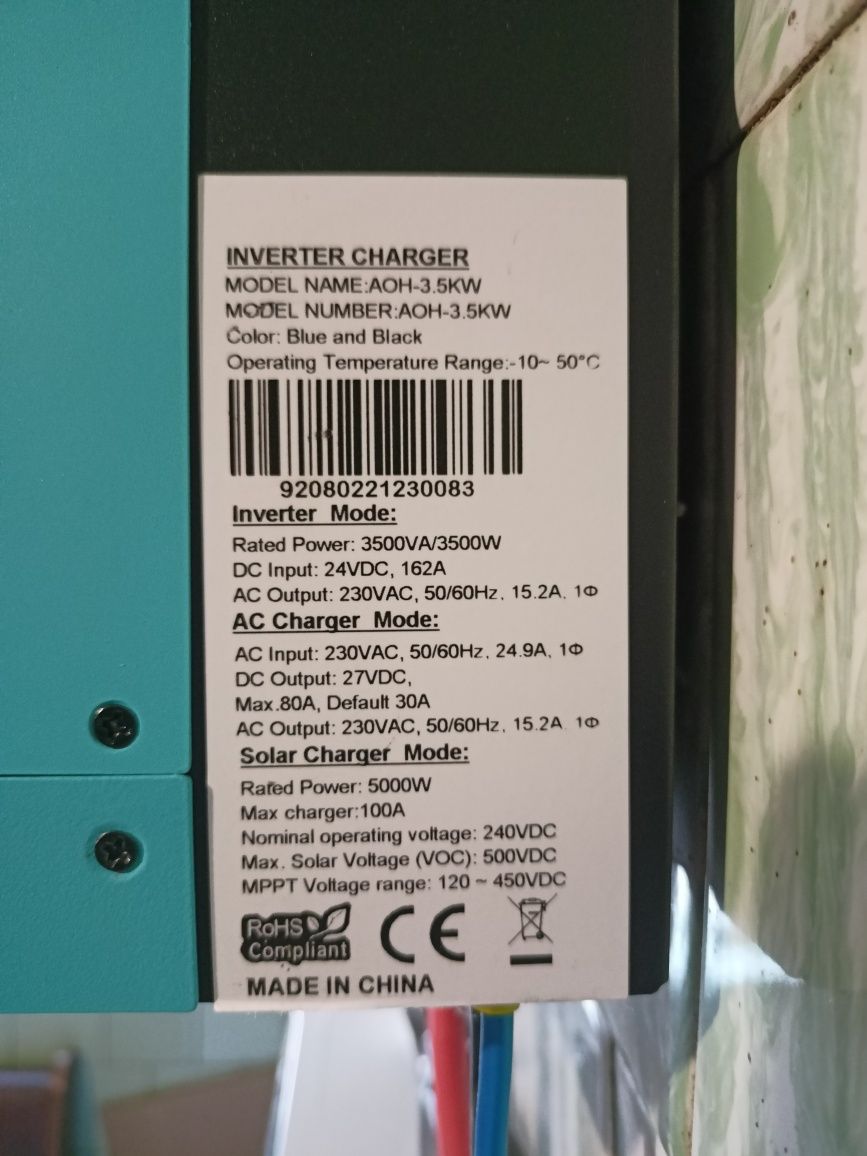 INVERTER CHARGER
MODEL NAME:AOH-3.5KW
MODEL NUMBER:AOH-3.5KW
Color: Blue and Black
Operating Temperature Range:-10~ 50°C
92080221230083
Inverter Mode:
Rated Power: 3500VA/3500W
DC Input: 24VDC, 162A
AC Output: 230VAC, 50/60Hz, 15.2A, 1Φ
AC Charger Mode:
AC Input: 230VAC, 50/60Hz, 24.9A, 1Φ
DC Output: 27VDC,
Max.80A, Default 30A
AC Output: 230VAC, 50/60Hz, 15.2A 1Φ
Solar Charger Mode:
Rated Power: 5000W
Max charger:100A
Nominal operating voltage: 240VDC
Max. Solar Voltage (VOC): 500VDC
MPPT Voltage range: 120 ~ 450VDC
RoHS
Compliant
CE
MADE IN CHINA